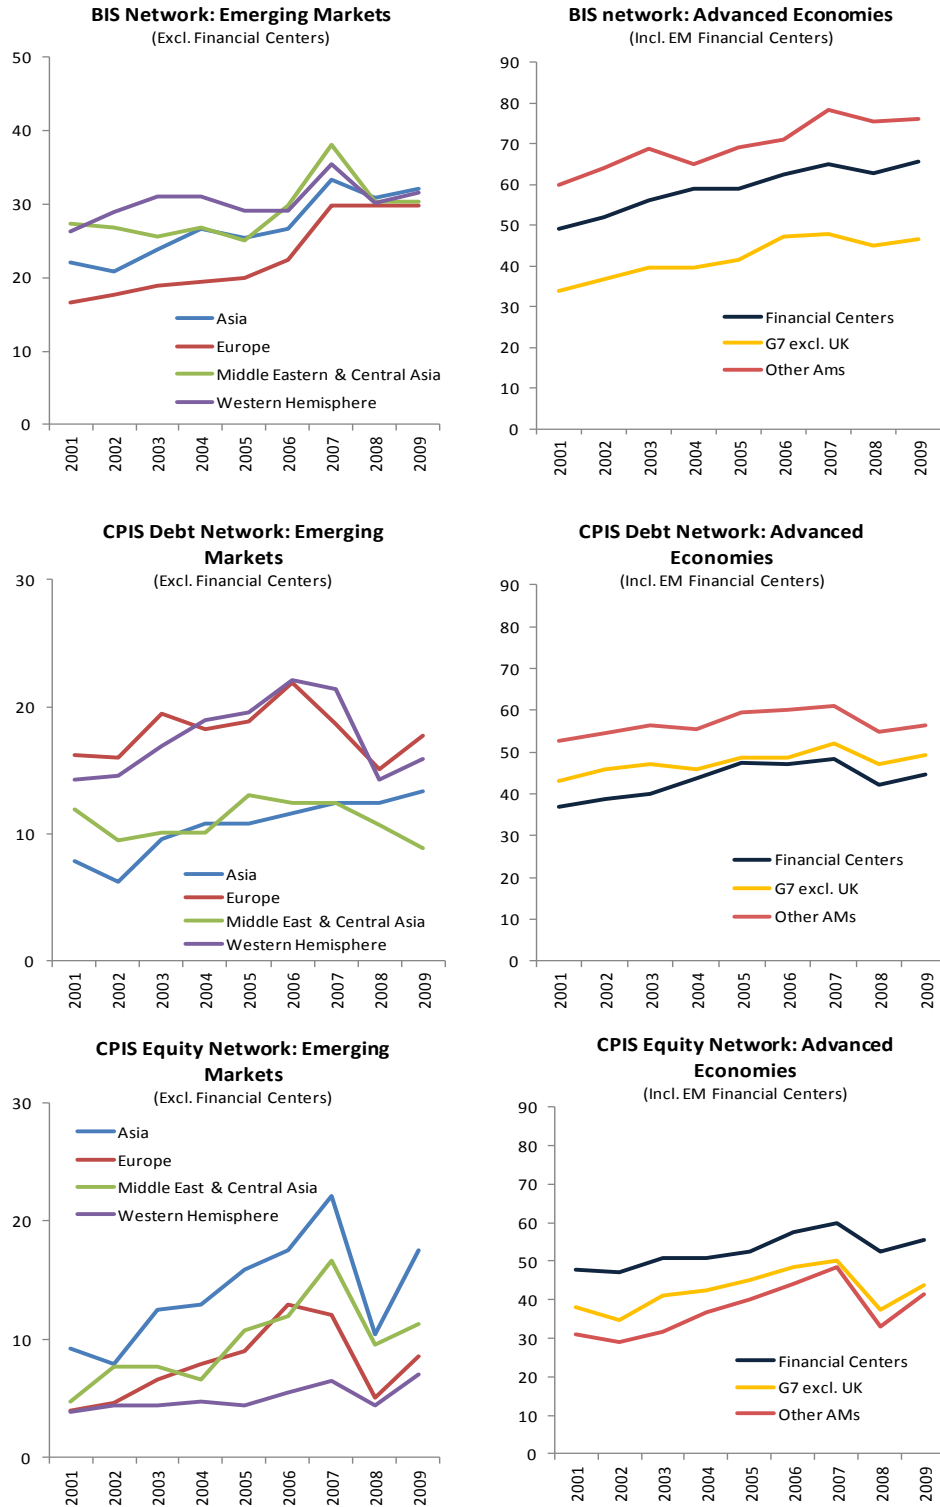 BIS Network: Emerging Markets
(Excl. Financial Centers)
50
40
30
20
10
0
Asia
Europe
Middle Eastern & Central Asia
Western Hemisphere
2001
2002
2003
2004
2005
2006
2007
2008
2009
BIS network: Advanced Economies
(Incl. EM Financial Centers)
90
80
70
60
50
40
30
20
10
0
Financial Centers
G7 excl. UK
Other Ams
2001
2002
2003
2004
2005
2006
2007
2008
2009
CPIS Debt Network: Emerging
Markets
(Excl. Financial Centers)
30
20
10
0
Asia
Europe
Middle East & Central Asia
Western Hemisphere
2001
2002
2003
2004
2005
2006
2007
2008
2009
CPIS Debt Network: Advanced
Economies
(Incl. EM Financial Centers)
90
80
70
60
50
40
30
20
10
0
Financial Centers
G7 excl. UK
Other AMs
2001
2002
2003
2004
2005
2006
2007
2008
2009
CPIS Equity Network: Emerging
Markets
(Excl. Financial Centers)
30
20
10
0
Asia
Europe
Middle East & Central Asia
Western Hemisphere
2001
2002
2003
2004
2005
2006
2007
2008
2009
CPIS Equity Network: Advanced
Economies
(Incl. EM Financial Centers)
90
80
70
60
50
40
30
20
10
0
Financial Centers
G7 excl. UK
Other AMs
2001
2002
2003
2004
2005
2006
2007
2008
2009